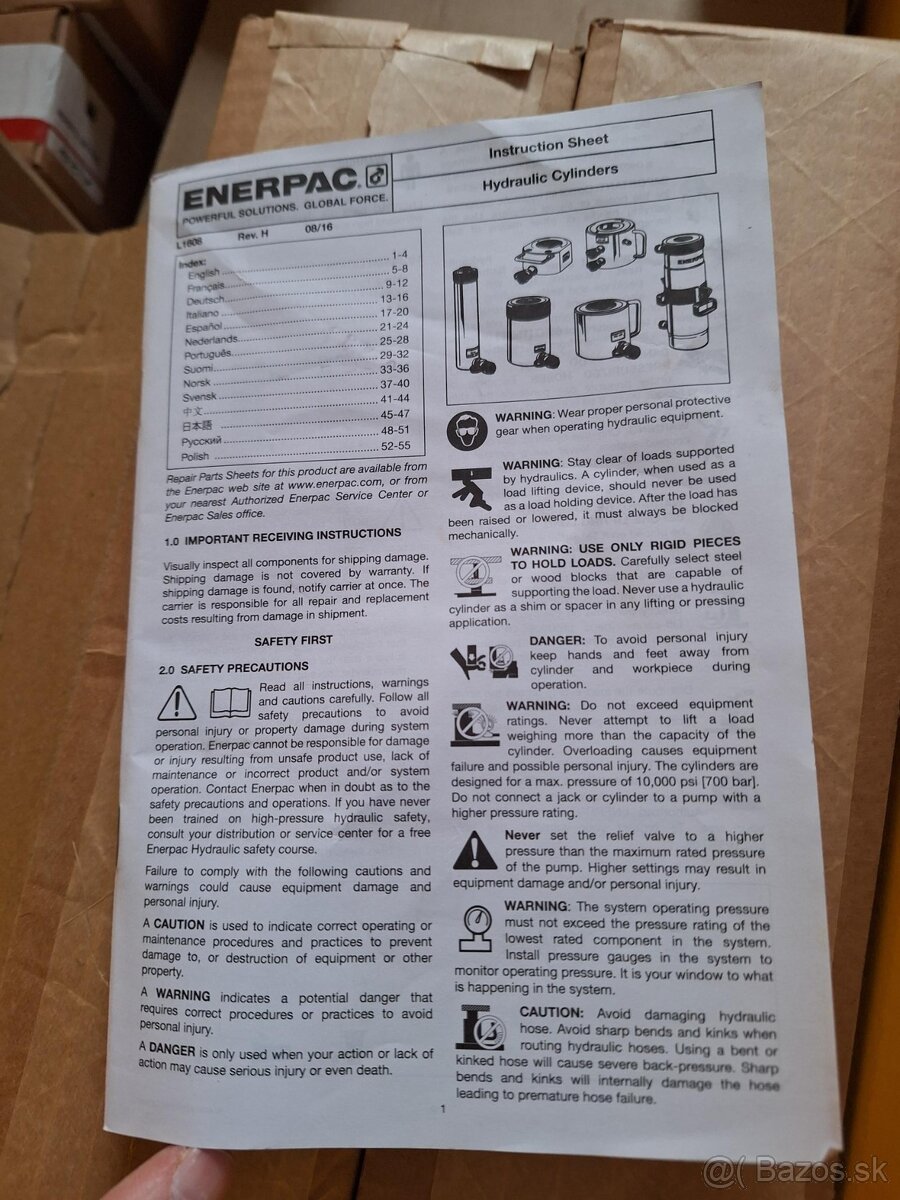 ENERPAC
POWERFUL SOLUTIONS. GLOBAL FORCE.
Instruction Sheet
Hydraulic Cylinders
L1808 Rev. H 08/16
Index:
English 1-4
Français 5-8
Deutsch 9-12
Italiano 13-16
Español 17-20
Nederlands 21-24
Português 25-28
Suomi 29-32
Norsk 33-36
Svensk 37-40
中文 41-44
日本語 45-47
Русский 48-51
Polish 52-55
Repair Parts Sheets for this product are available from
the Enerpac web site at www.enerpac.com, or from
your nearest Authorized Enerpac Service Center or
Enerpac Sales office.
1.0 IMPORTANT RECEIVING INSTRUCTIONS
Visually inspect all components for shipping damage.
Shipping damage is not covered by warranty. If
shipping damage is found, notify carrier at once. The
carrier is responsible for all repair and replacement
costs resulting from damage in shipment.
SAFETY FIRST
2.0 SAFETY PRECAUTIONS
Read all instructions, warnings
and cautions carefully. Follow all
safety precautions to avoid
personal injury or property damage during system
operation. Enerpac cannot be responsible for damage
or injury resulting from unsafe product use, lack of
maintenance or incorrect product and/or system
operation. Contact Enerpac when in doubt as to the
safety precautions and operations. If you have never
been trained on high-pressure hydraulic safety,
consult your distribution or service center for a free
Enerpac Hydraulic safety course.
Failure to comply with the following cautions and
warnings could cause equipment damage and
personal injury.
A CAUTION is used to indicate correct operating or
maintenance procedures and practices to prevent
damage to, or destruction of equipment or other
property.
A WARNING indicates a potential danger that
requires correct procedures or practices to avoid
personal injury.
A DANGER is only used when your action or lack of
action may cause serious injury or even death.
ENERPAC
WARNING: Wear proper personal protective
gear when operating hydraulic equipment.
WARNING: Stay clear of loads supported
by hydraulics. A cylinder, when used as a
load lifting device, should never be used
as a load holding device. After the load has
been raised or lowered, it must always be blocked
mechanically.
WARNING: USE ONLY RIGID PIECES
TO HOLD LOADS. Carefully select steel
or wood blocks that are capable of
supporting the load. Never use a hydraulic
cylinder as a shim or spacer in any lifting or pressing
application.
DANGER: To avoid personal injury
keep hands and feet away from
cylinder and workpiece during
operation.
WARNING: Do not exceed equipment
ratings. Never attempt to lift a load
weighing more than the capacity of the
cylinder. Overloading causes equipment
failure and possible personal injury. The cylinders are
designed for a max. pressure of 10,000 psi [700 bar].
Do not connect a jack or cylinder to a pump with a
higher pressure rating.
Never set the relief valve to a higher
pressure than the maximum rated pressure
of the pump. Higher settings may result in
equipment damage and/or personal injury.
WARNING: The system operating pressure
must not exceed the pressure rating of the
lowest rated component in the system.
Install pressure gauges in the system to
monitor operating pressure. It is your window to what
is happening in the system.
CAUTION: Avoid damaging hydraulic
hose. Avoid sharp bends and kinks when
routing hydraulic hoses. Using a bent or
kinked hose will cause severe back-pressure. Sharp
bends and kinks will internally damage the hose
leading to premature hose failure.
1
@( Bazos.sk